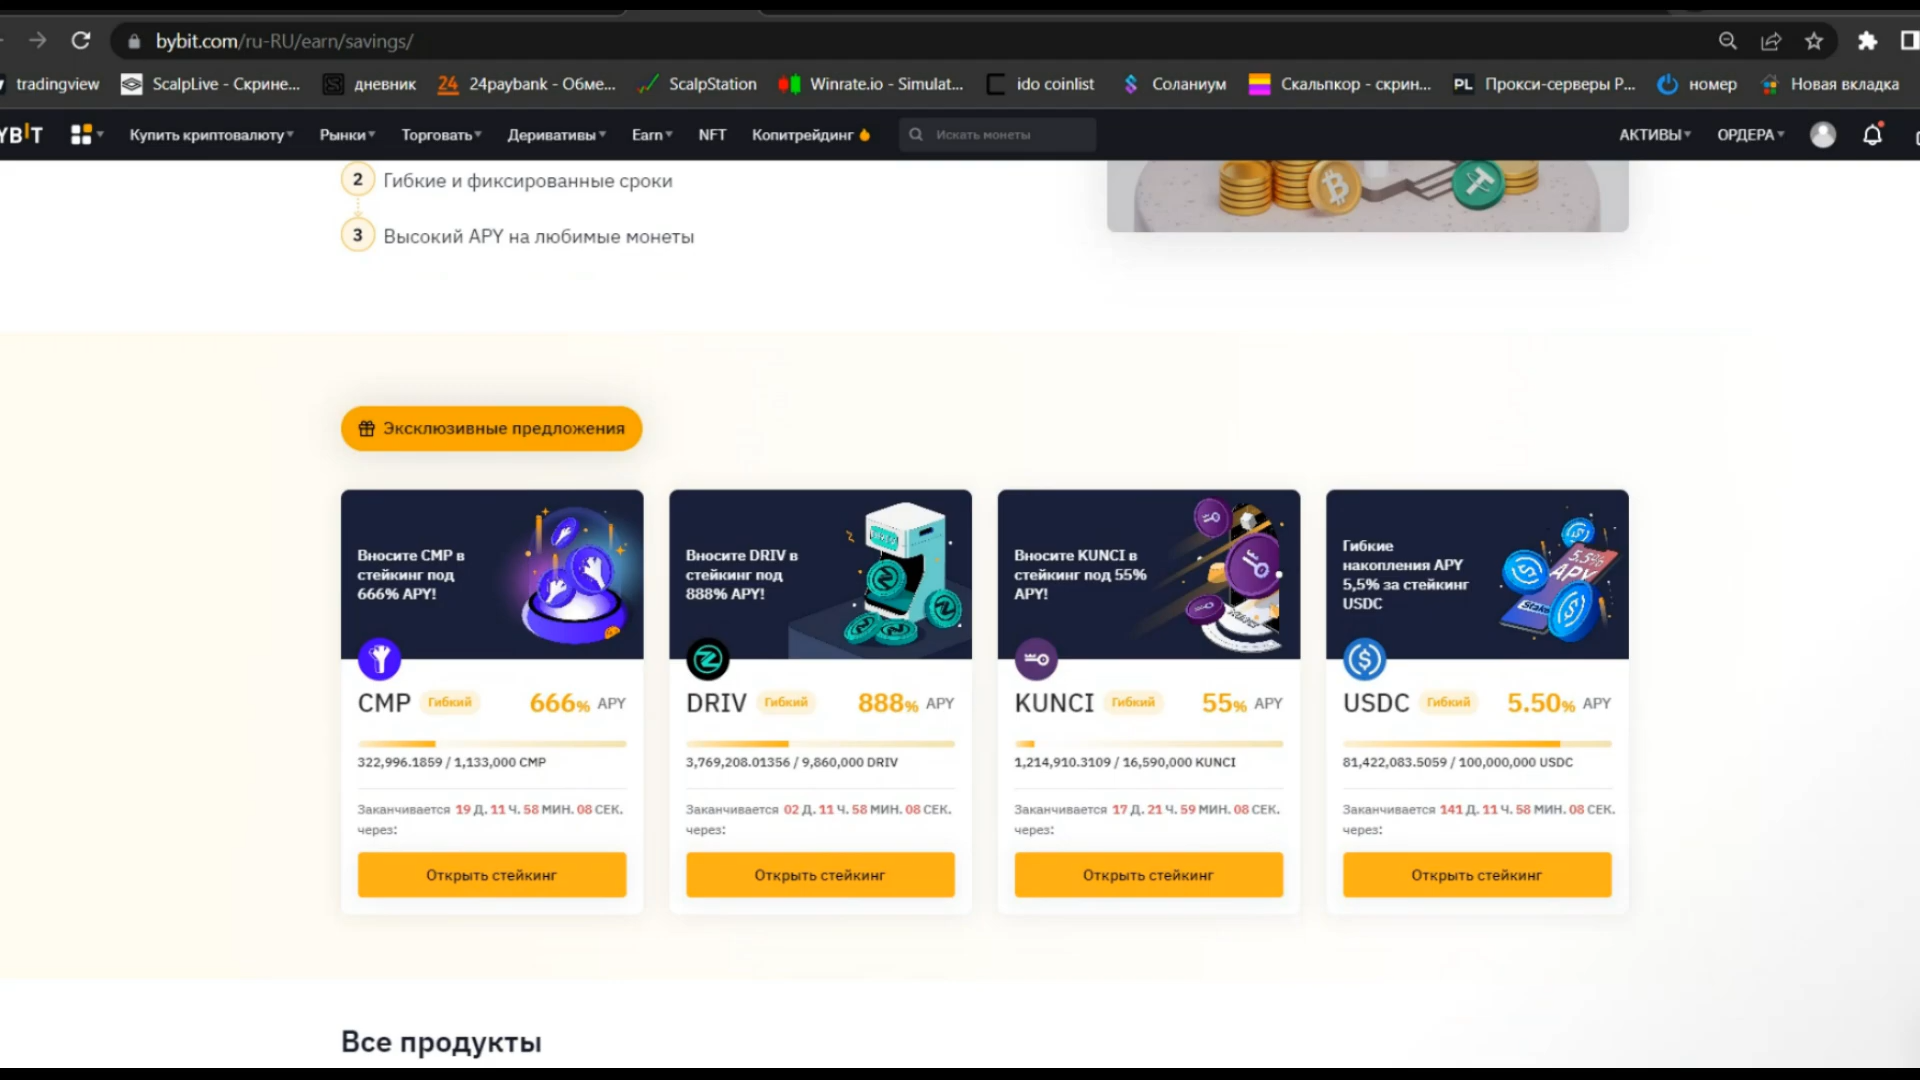 bybit.com/ru-RU/earn/savings/
tradingview
ScalpLive - Скрине...
дневник
24paybank - Обме...
ScalpStation
Winrate.io - Simulat...
ido coinlist
Соланиум
Скальпкор - скрин...
PL Прокси-серверы Р...
номер
Новая вкладка
YBIT
Купить криптовалюту
Рынки
Торговать
Деривативы
Earn
NFT
Копитрейдинг
Искать монеты
АКТИВЫ
ОРДЕРА
2 Гибкие и фиксированные сроки
3 Высокий APY на любимые монеты
Эксклюзивные предложения
Вносите CMP в
стейкинг под
666% APY!
CMP Гибкий 666% APY
322,996.1859 / 1,133,000 CMP
Заканчивается 19 Д. 11 Ч. 58 МИН. 08 СЕК.
через:
Открыть стейкинг
Вносите DRIV в
стейкинг под
888% APY!
DRIV Гибкий 888% APY
3,769,208.01356 / 9,860,000 DRIV
Заканчивается 02 Д. 11 Ч. 58 МИН. 08 СЕК.
через:
Открыть стейкинг
Вносите KUNCI в
стейкинг под 55%
APY!
KUNCI Гибкий 55% APY
1,214,910.3109 / 16,590,000 KUNCI
Заканчивается 17 Д. 21 Ч. 59 МИН. 08 СЕК.
через:
Открыть стейкинг
Гибкие
накопления APY
5,5% за стейкинг
USDC
5.5%
APY
Stake
USDC Гибкий 5.50% APY
81,422,083.5059 / 100,000,000 USDC
Заканчивается 141 Д. 11 Ч. 58 МИН. 08 СЕК.
через:
Открыть стейкинг
Все продукты